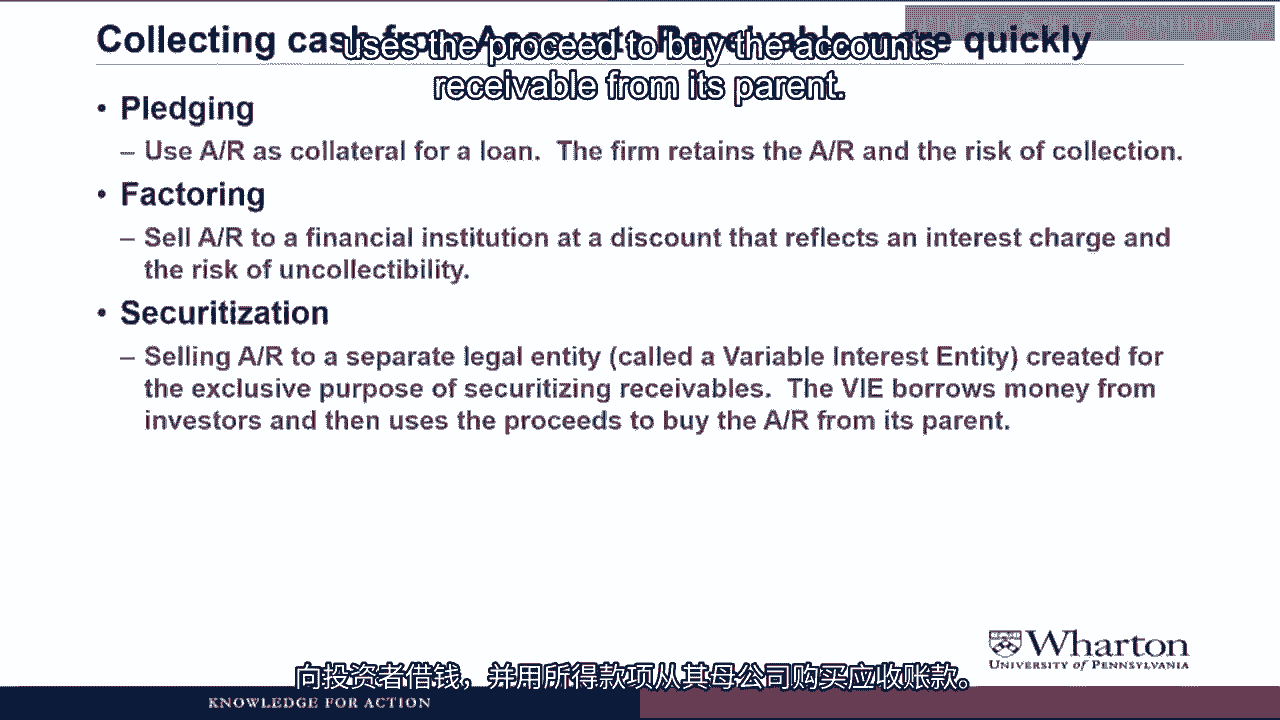 Collecting cash from Accounts Receivable more quickly
uses the proceed to buy the accounts
receivable from its parent.
• Pledging
– Use A/R as collateral for a loan. The firm retains the A/R and the risk of collection.
• Factoring
– Sell A/R to a financial institution at a discount that reflects an interest charge and
the risk of uncollectibility.
• Securitization
– Selling A/R to a separate legal entity (called a Variable Interest Entity) created for
the exclusive purpose of securitizing receivables. The VIE borrows money from
investors and then uses the proceeds to buy the A/R from its parent.
Wharton
UNIVERSITY of PENNSYLVANIA
向投资者借钱，并用所得款项从其母公司购买应收账款。
KNOWLEDGE FOR ACTION